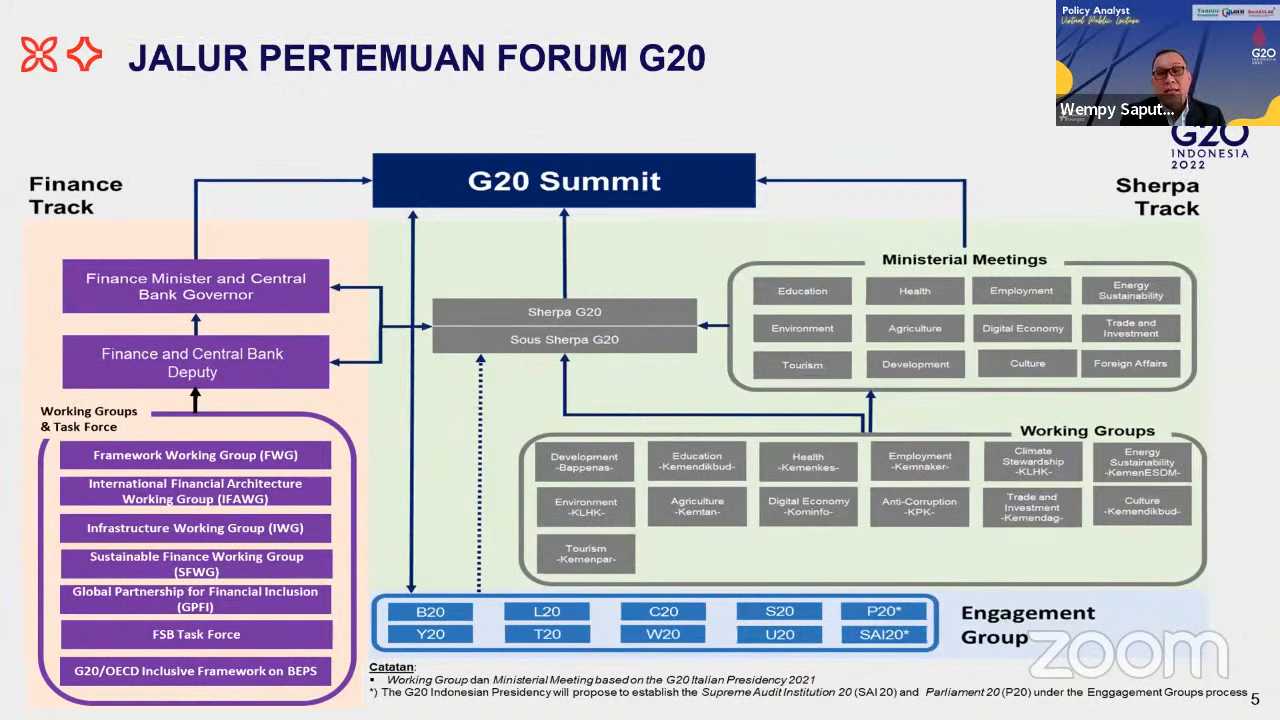 JALUR PERTEMUAN FORUM G20
Policy Analyst
Virtual Public Lecture
G20
INDONESIA
2022
Wempy Saput...
G20
INDONESIA
2022
Finance
Track
G20 Summit
Sherpa
Track
Finance Minister and Central
Bank Governor
Finance and Central Bank
Deputy
Sherpa G20
Sous Sherpa G20
Ministerial Meetings
Education
Health
Employment
Energy
Sustainability
Environment
Agriculture
Digital Economy
Trade and
Investment
Tourism
Development
Culture
Foreign Affairs
Working Groups
& Task Force
Framework Working Group (FWG)
International Financial Architecture
Working Group (IFAWG)
Infrastructure Working Group (IWG)
Sustainable Finance Working Group
(SFWG)
Global Partnership for Financial Inclusion
(GPFI)
FSB Task Force
G20/OECD Inclusive Framework on BEPS
Working Groups
Development
-Bappenas-
Education
-Kemendikbud-
Health
-Kemenkes-
Employment
-Kemnaker-
Climate
Stewardship
-KLHK-
Energy
Sustainability
-KemenESDM-
Environment
-KLHK-
Agriculture
-Kemtan-
Digital Economy
-Kominfo-
Anti-Corruption
-KPK-
Trade and
Investment
-Kemendag-
Culture
-Kemendikbud-
Tourism
-Kemenpar-
B20
L20
C20
S20
P20*
Y20
T20
W20
U20
SAI20*
Engagement
Group
zoom
Catatan:
▪ Working Group dan Ministerial Meeting based on the G20 Italian Presidency 2021
*) The G20 Indonesian Presidency will propose to establish the Supreme Audit Institution 20 (SAI 20) and Parliament 20 (P20) under the Enggagement Groups process
5